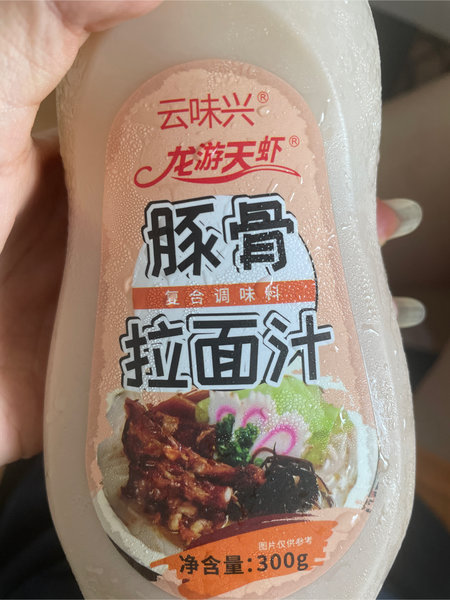 云味兴®
龙游天虾®
豚骨
复合调味料
拉面汁
图片仅供参考
净含量:300g